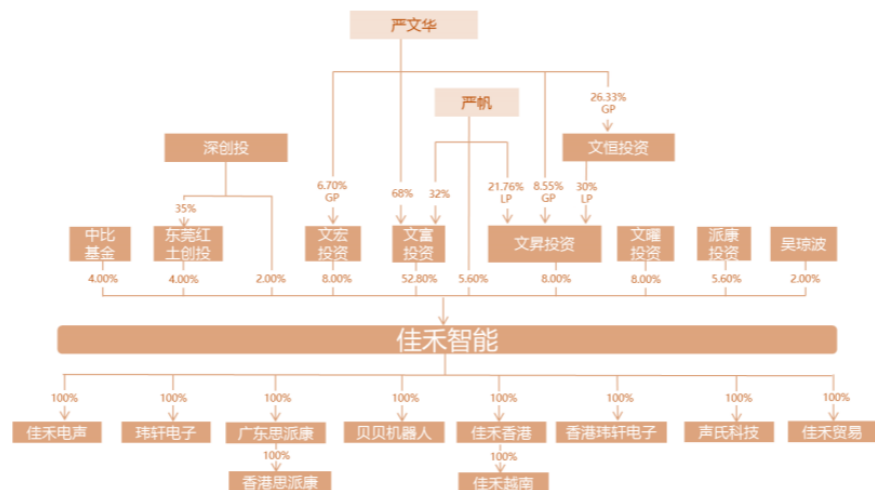 严文华
严帆
26.33%
GP
深创投
文恒投资
35%
6.70%
GP
68%
32%
21.76%
LP
8.55%
GP
30%
LP
中比
基金
东莞红
土创投
文宏
投资
文富
投资
文昇投资
文曜
投资
派康
投资
吴琼波
4.00%
4.00%
2.00%
8.00%
52.80%
5.60%
8.00%
8.00%
5.60%
2.00%
佳禾智能
100%
100%
100%
100%
100%
100%
100%
100%
佳禾电声
玮轩电子
广东思派康
贝贝机器人
佳禾香港
香港玮轩电子
声氏科技
佳禾贸易
100%
100%
香港思派康
佳禾越南